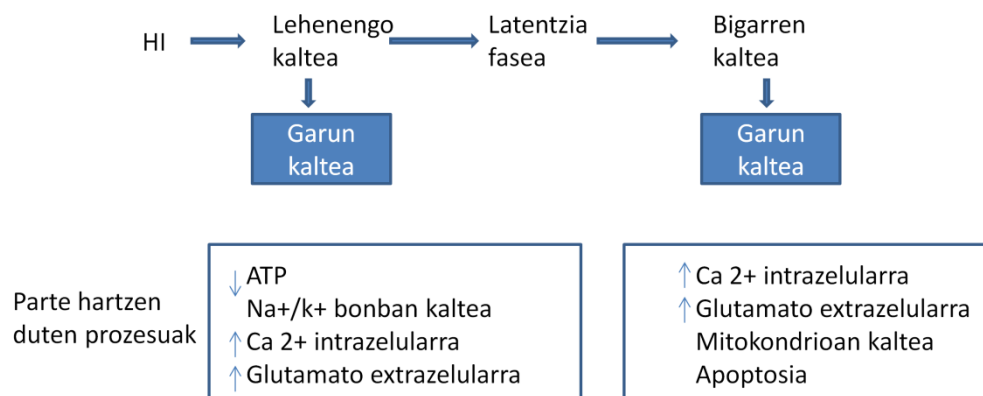 HI
Lehenengo
kaltea
Latentzia
fasea
Bigarren
kaltea
Garun
kaltea
Garun
kaltea
Parte hartzen
duten prozesuak
↓ATP
Na+/k+ bonban kaltea
↑Ca 2+ intrazelularra
↑Glutamato extrazelularra
↑Ca 2+ intrazelularra
↑Glutamato extrazelularra
Mitokondrioan kaltea
Apoptosia